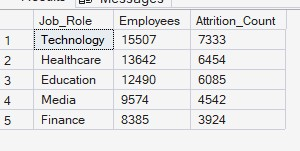 Messages
Job_Role Employees Attrition_Count
1 Technology 15507 7333
2 Healthcare 13642 6454
3 Education 12490 6085
4 Media 9574 4542
5 Finance 8385 3924